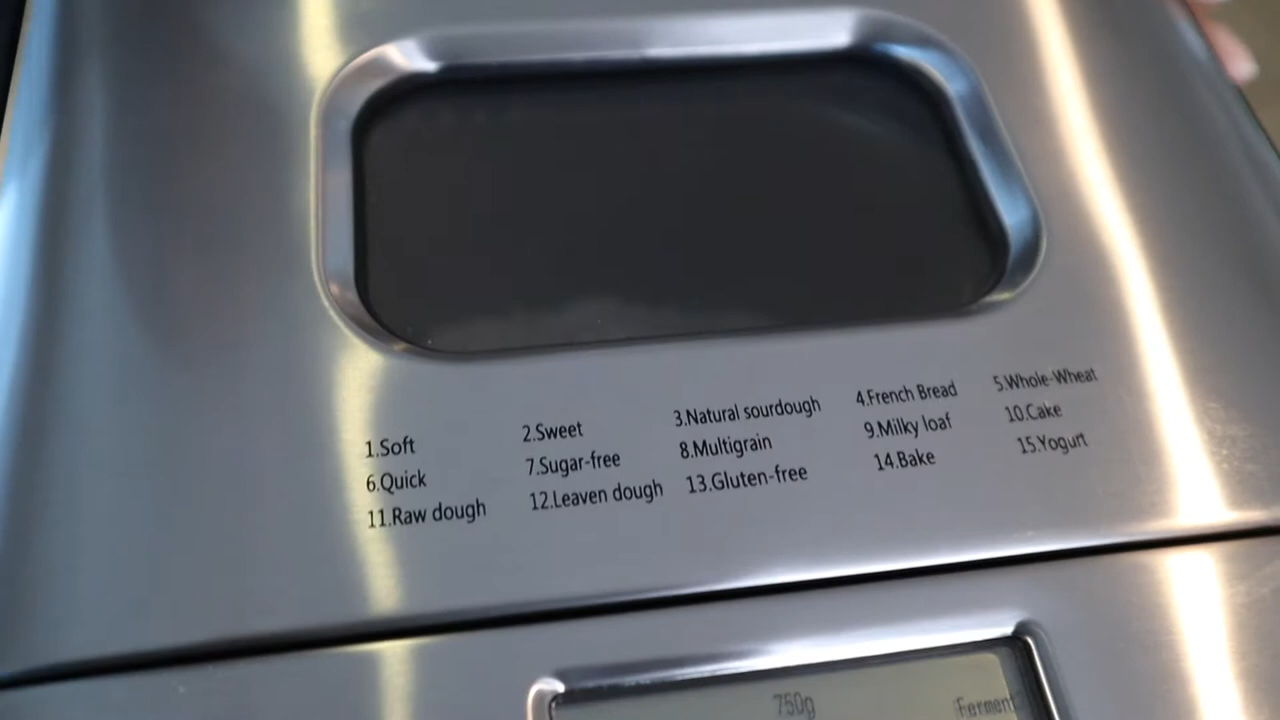 1.Soft 2.Sweet 3.Natural sourdough 4.French Bread 5.Whole-Wheat
6.Quick 7.Sugar-free 8.Multigrain 9.Milky loaf 10.Cake
11.Raw dough 12.Leaven dough 13.Gluten-free 14.Bake 15.Yogurt
750g Ferment